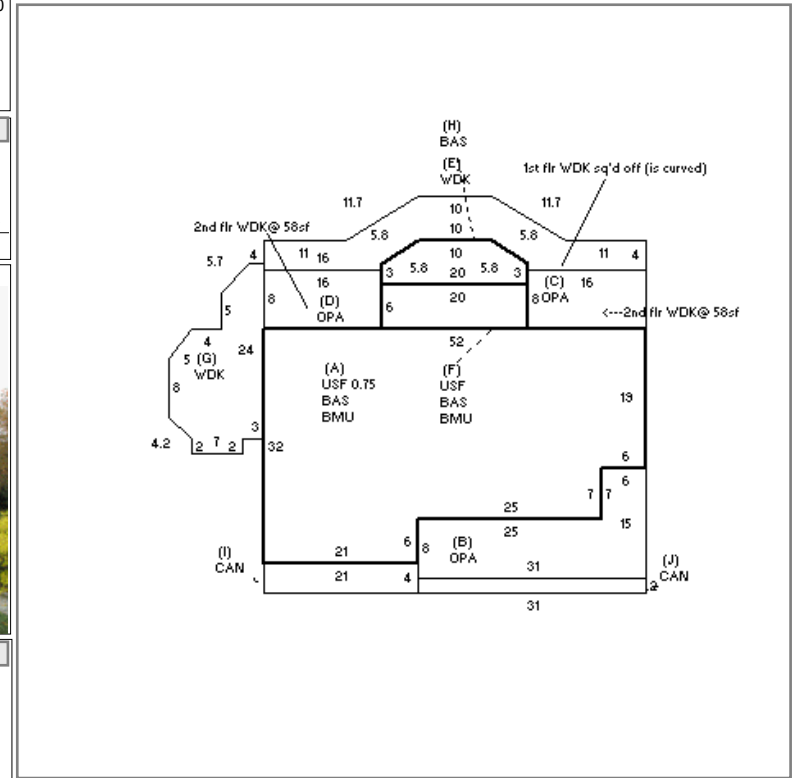 (H)
BAS
(E)
WDK
1st flr WDK sq'd off (is curved)
11.7
11.7
10
10
5.8
5.8
2nd flr WDK@ 58sf
4
11
16
10
11
4
5.7
3
5.8
20
5.8
3
16
16
(C)
OPA
8
8
20
6
(D)
OPA
<---2nd flr WDK@ 58sf
5
4
24
52
5
(G)
WDK
8
(A)
USF 0.75
BAS
BMU
(F)
USF
BAS
BMU
19
3
4.2
2
7
2
32
6
6
7
7
25
25
15
6
8
(B)
OPA
21
21
4
31
31
(I)
CAN
(J)
CAN
2
0